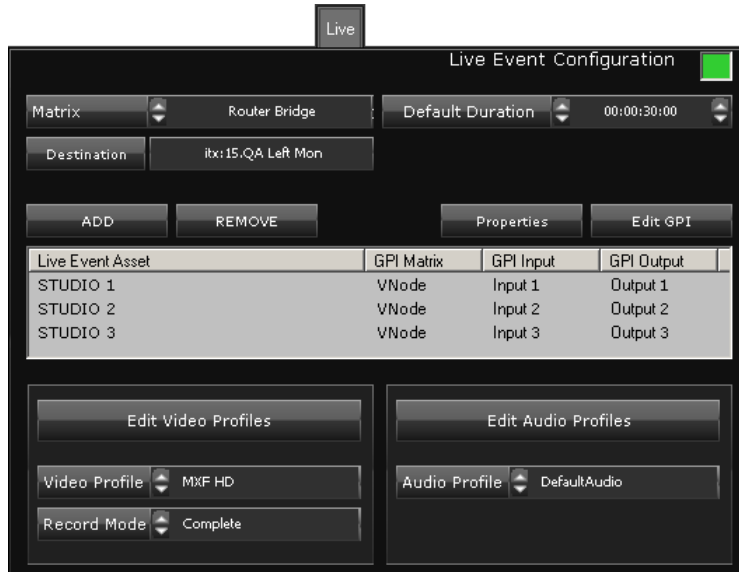 Live
Live Event Configuration
Matrix Router Bridge Default Duration 00:00:30:00
Destination itx:15.QA Left Mon
ADD REMOVE Properties Edit GPI
Live Event Asset GPI Matrix GPI Input GPI Output
STUDIO 1 VNode Input 1 Output 1
STUDIO 2 VNode Input 2 Output 2
STUDIO 3 VNode Input 3 Output 3
Edit Video Profiles Edit Audio Profiles
Video Profile MXF HD Audio Profile DefaultAudio
Record Mode Complete